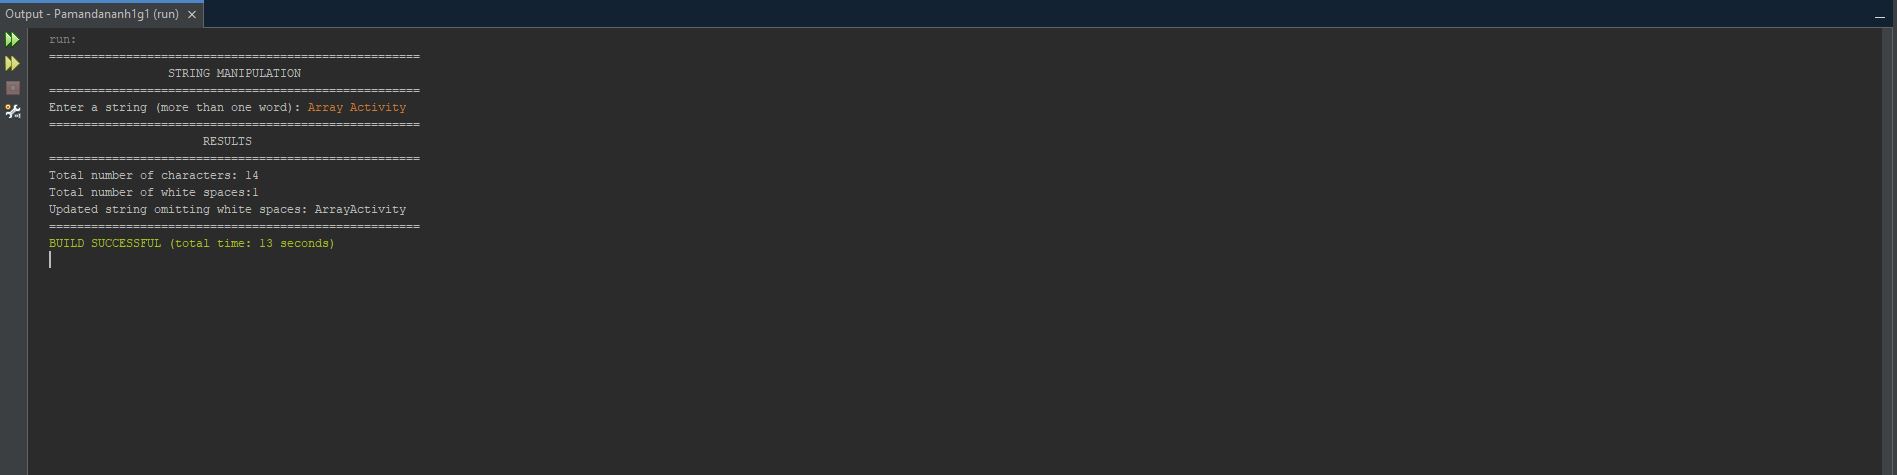 Output - Pamandananh1g1 (run) ×
run:
=====================================================
STRING MANIPULATION
=====================================================
Enter a string (more than one word): Array Activity
=====================================================
RESULTS
=====================================================
Total number of characters: 14
Total number of white spaces:1
Updated string omitting white spaces: ArrayActivity
=====================================================
BUILD SUCCESSFUL (total time: 13 seconds)